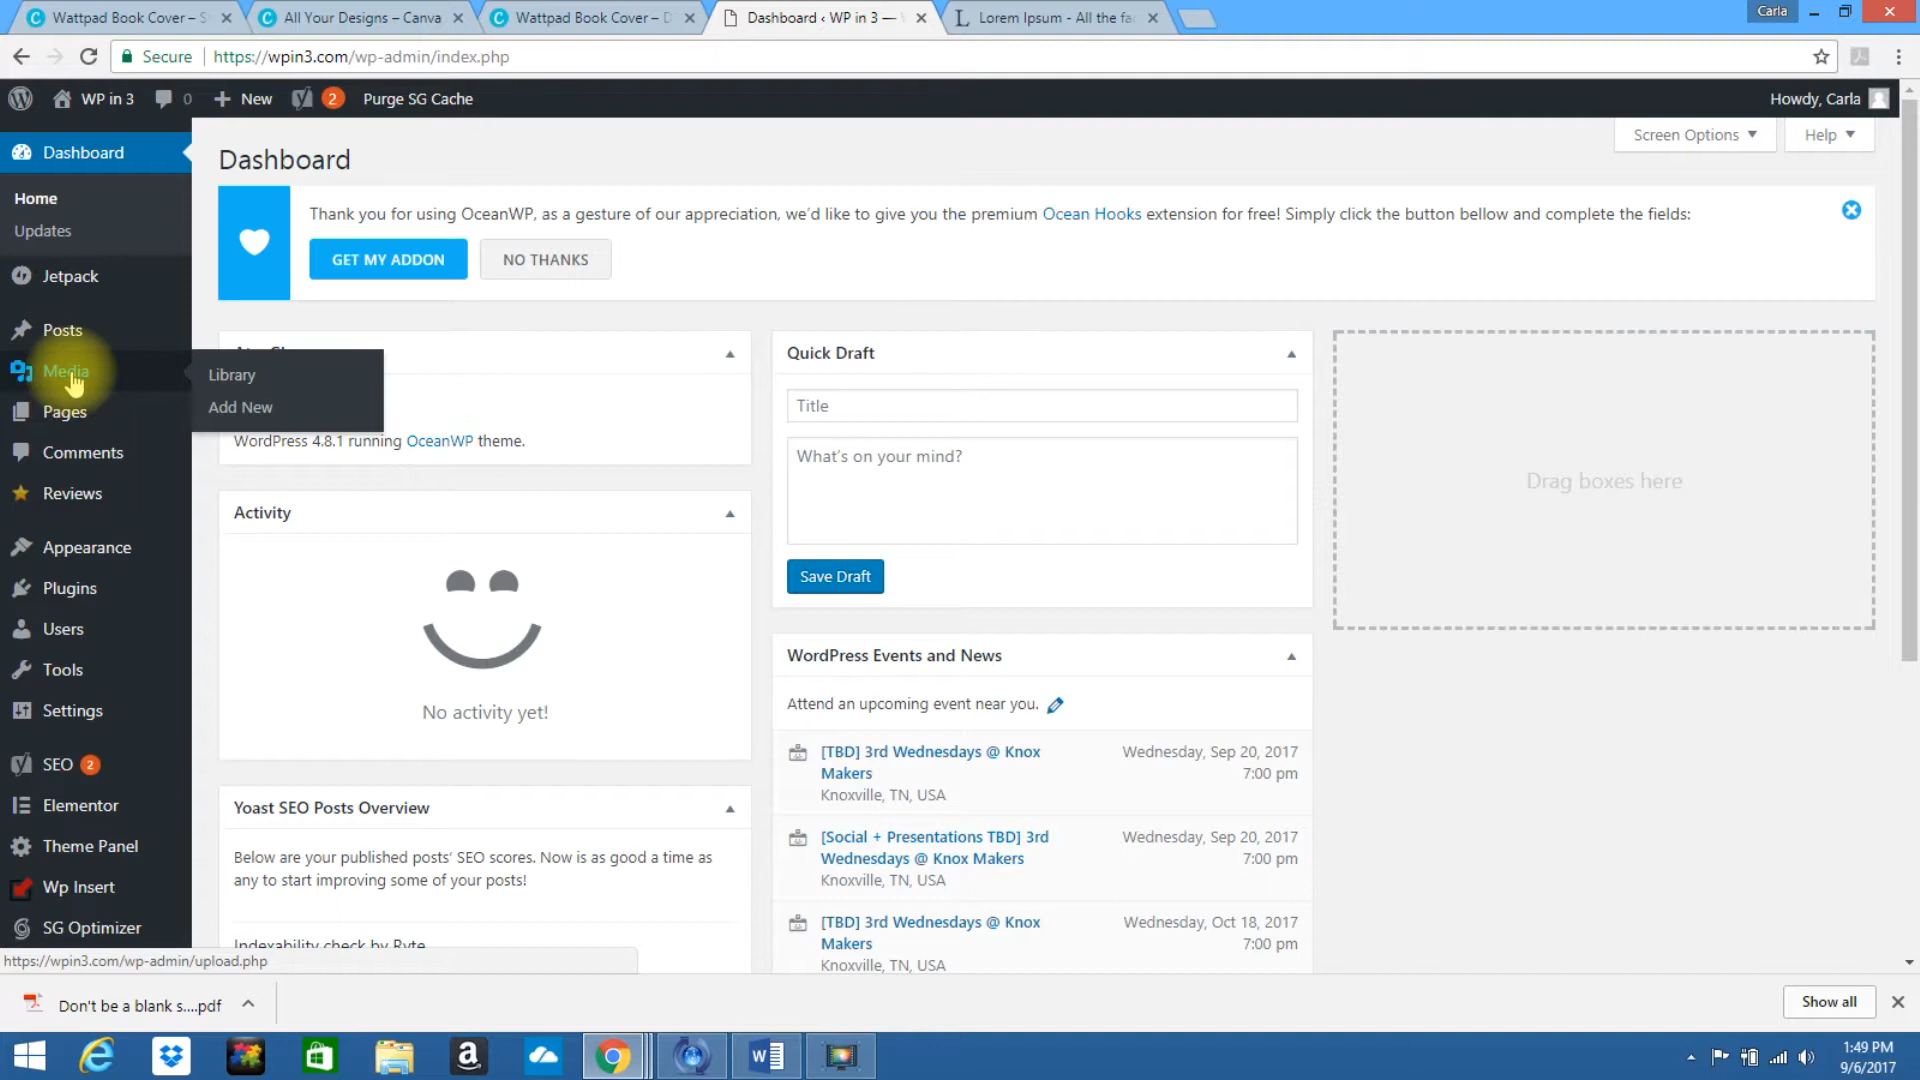 Wattpad Book Cover – S
All Your Designs – Canva
Wattpad Book Cover – D
Dashboard ‹ WP in 3 —
Lorem Ipsum - All the fa
Carla
Secure
https://wpin3.com/wp-admin/index.php
WP in 3
0
New
2
Purge SG Cache
Howdy, Carla
Screen Options
Help
Dashboard
Home
Updates
Jetpack
Posts
Media
Library
Add New
Pages
Comments
Reviews
Appearance
Plugins
Users
Tools
Settings
SEO 2
Elementor
Theme Panel
Wp Insert
SG Optimizer
Dashboard
Thank you for using OceanWP, as a gesture of our appreciation, we'd like to give you the premium Ocean Hooks extension for free! Simply click the button bellow and complete the fields:
GET MY ADDON
NO THANKS
WordPress 4.8.1 running OceanWP theme.
Activity
No activity yet!
Yoast SEO Posts Overview
Below are your published posts' SEO scores. Now is as good a time as
any to start improving some of your posts!
Indexability check by Ryte
Quick Draft
Title
What's on your mind?
Save Draft
WordPress Events and News
Attend an upcoming event near you.
[TBD] 3rd Wednesdays @ Knox
Makers
Knoxville, TN, USA
Wednesday, Sep 20, 2017
7:00 pm
[Social + Presentations TBD] 3rd
Wednesdays @ Knox Makers
Knoxville, TN, USA
Wednesday, Sep 20, 2017
7:00 pm
[TBD] 3rd Wednesdays @ Knox
Makers
Knoxville, TN, USA
Wednesday, Oct 18, 2017
7:00 pm
Drag boxes here
https://wpin3.com/wp-admin/upload.php
Don't be a blank s....pdf
Show all
1:49 PM
9/6/2017